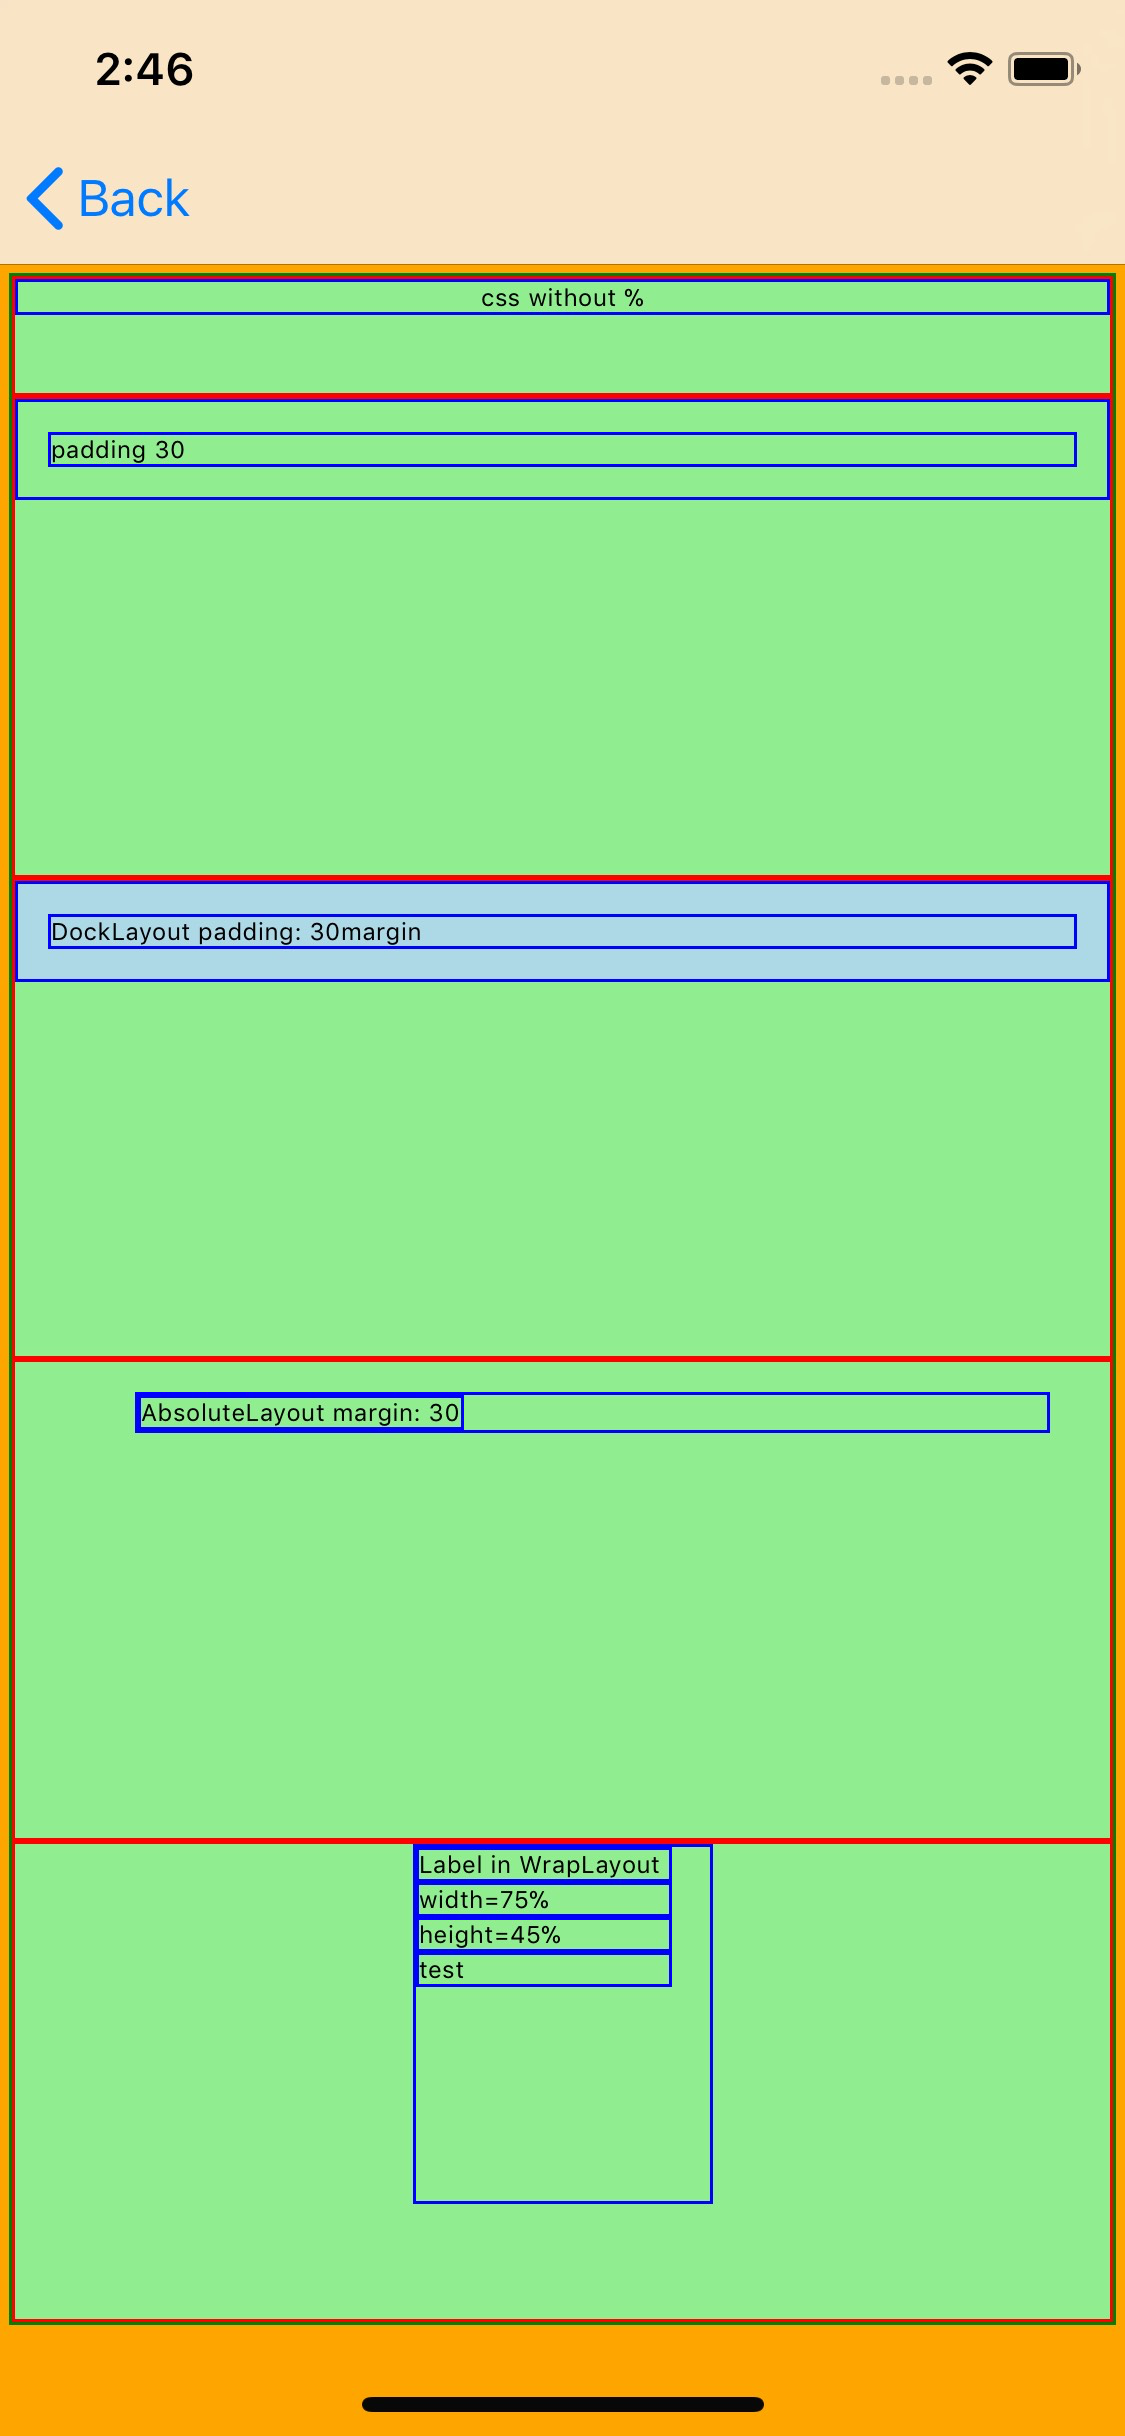 2:46
Back
css without %
padding 30
DockLayout padding: 30margin
AbsoluteLayout margin: 30
Label in WrapLayout
width=75%
height=45%
test